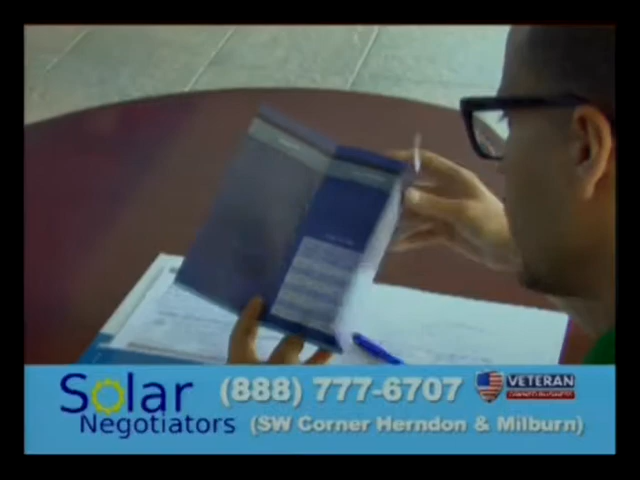 Solar
Negotiators
(888) 777-6707
VETERAN
(SW Corner Herndon & Milburn)